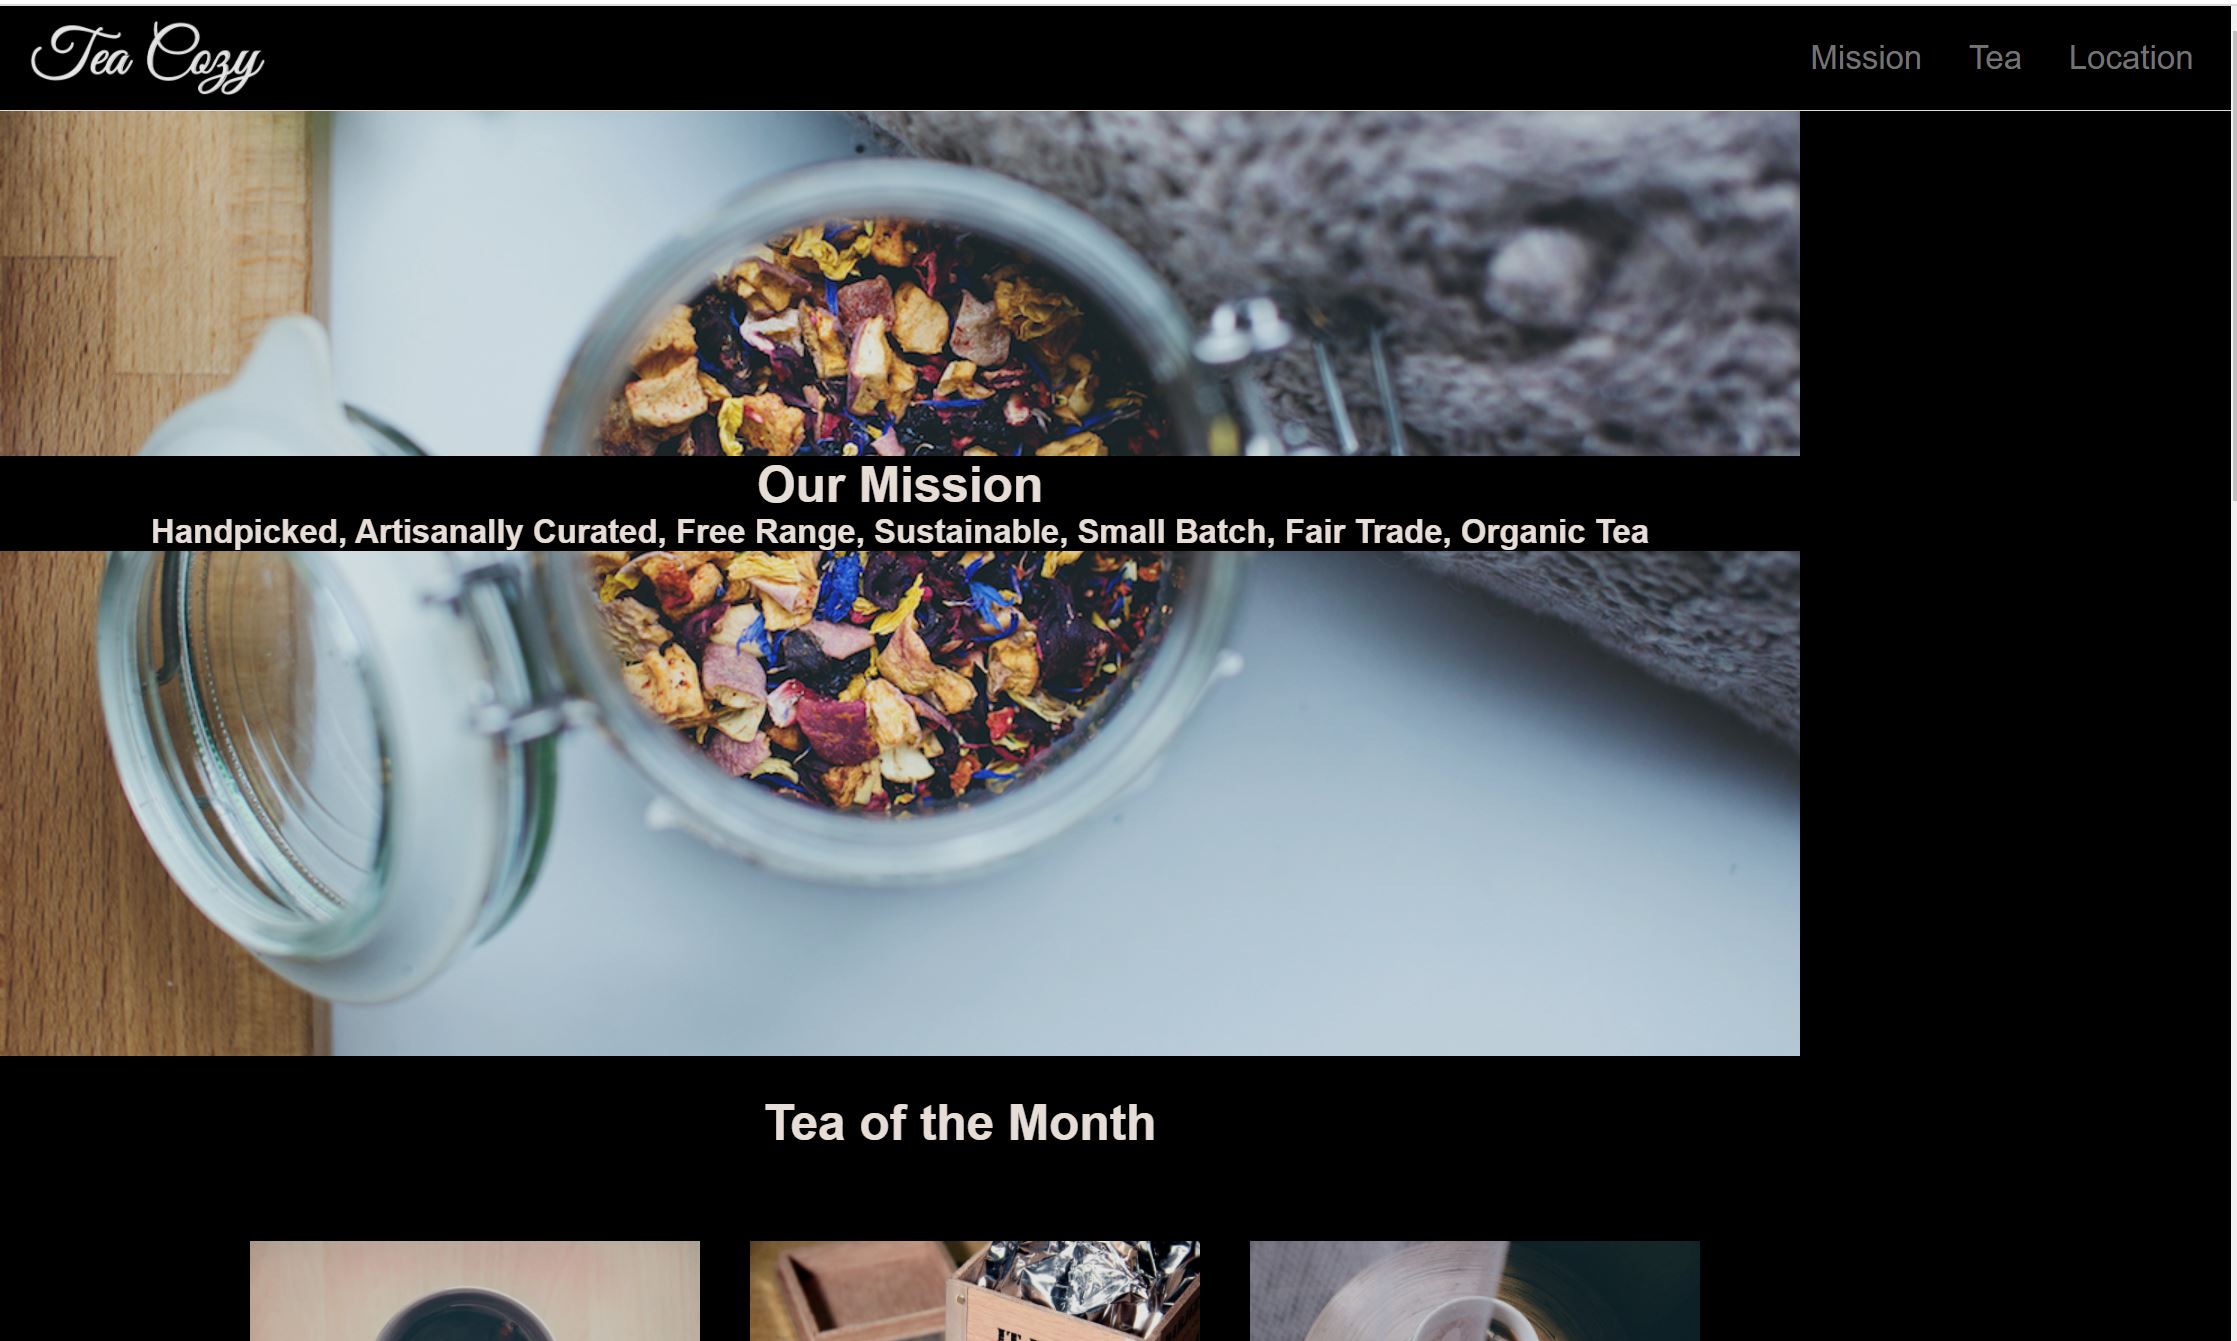 Tea Cozy
Mission Tea Location
Our Mission
Handpicked, Artisanally Curated, Free Range, Sustainable, Small Batch, Fair Trade, Organic Tea
Tea of the Month